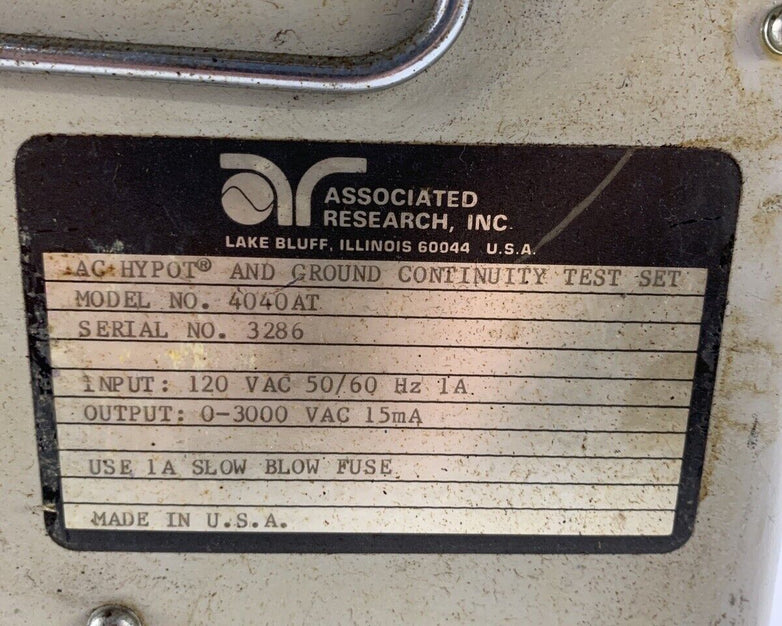 ar ASSOCIATED
RESEARCH, INC.
LAKE BLUFF, ILLINOIS 60044 U.S.A.
AC HYPOT® AND GROUND CONTINUITY TEST SET
MODEL NO. 4040AT
SERIAL NO. 3286
INPUT: 120 VAC 50/60 Hz 1A
OUTPUT: 0-3000 VAC 15mA
USE 1A SLOW BLOW FUSE
MADE IN U.S.A.